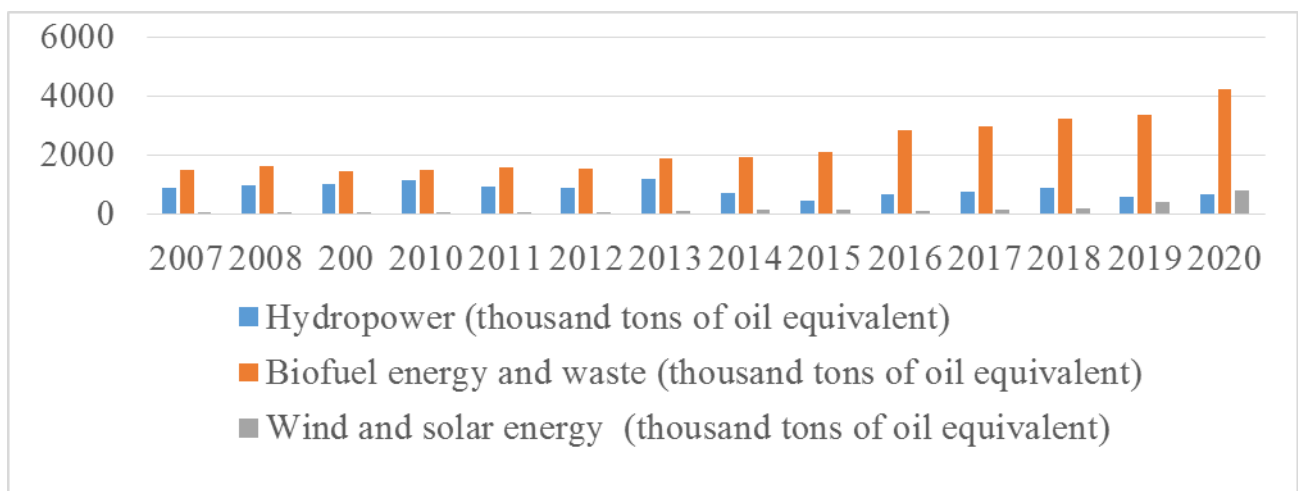 6000
4000
2000
0
2007 2008 200 2010 2011 2012 2013 2014 2015 2016 2017 2018 2019 2020
Hydropower (thousand tons of oil equivalent)
Biofuel energy and waste (thousand tons of oil equivalent)
Wind and solar energy (thousand tons of oil equivalent)